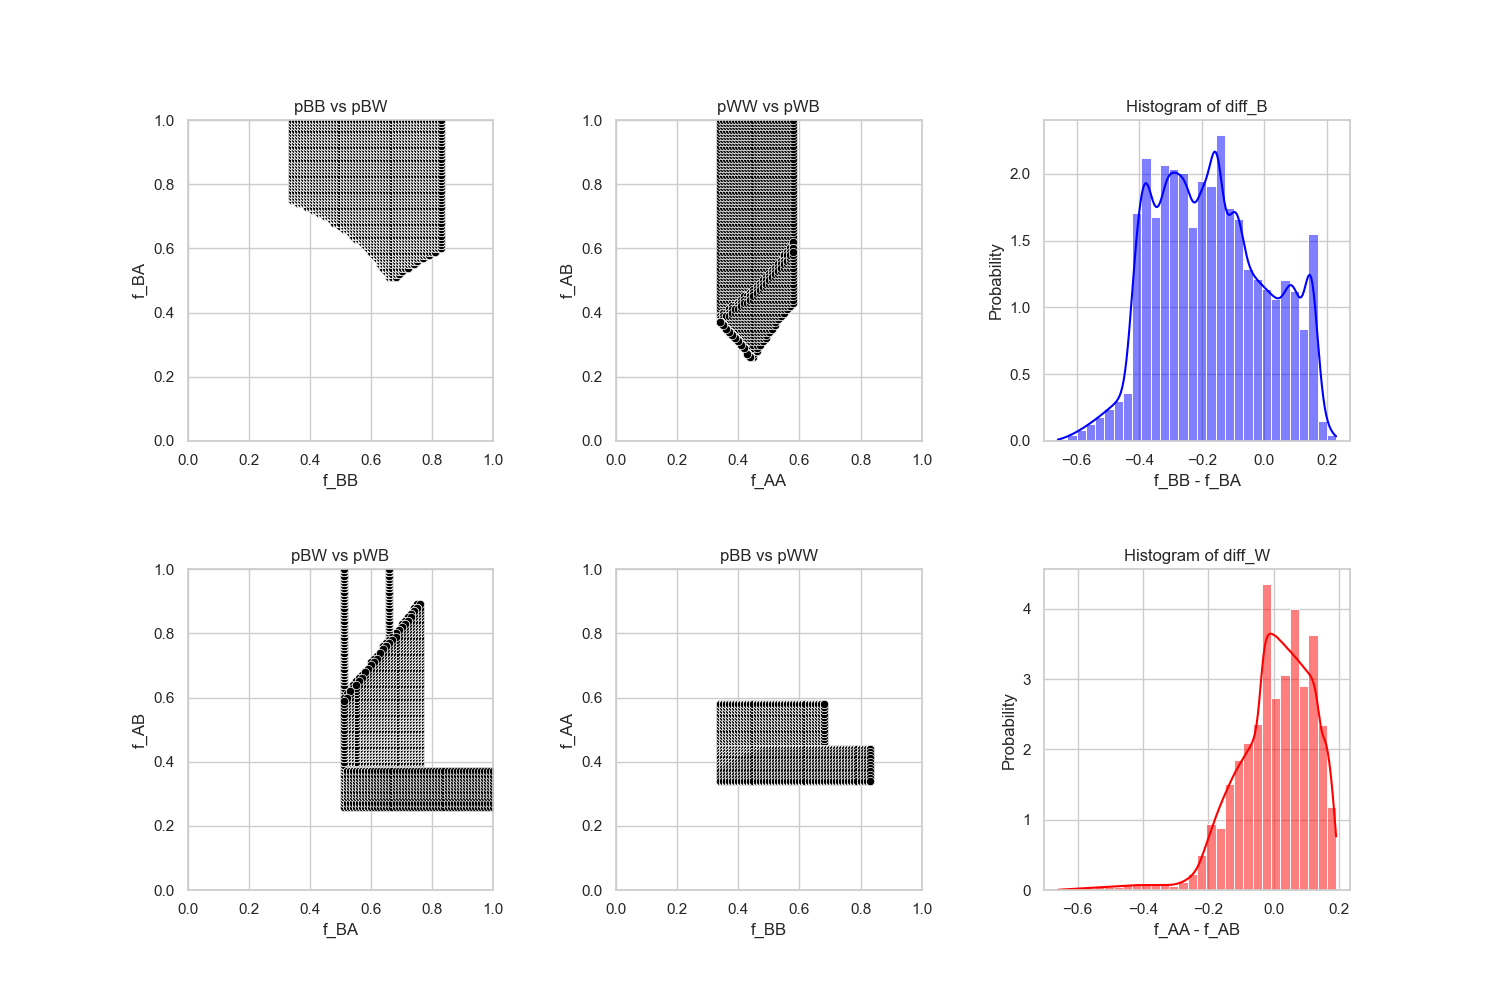 pBB vs pBW
1.0
0.8
0.6
0.4
0.2
0.0
f_BA
0.0 0.2 0.4 0.6 0.8 1.0
f_BB
pWW vs pWB
1.0
0.8
0.6
0.4
0.2
0.0
f_AB
0.0 0.2 0.4 0.6 0.8 1.0
f_AA
Histogram of diff_B
2.0
1.5
1.0
0.5
0.0
Probability
−0.6 −0.4 −0.2 0.0 0.2
f_BB - f_BA
pBW vs pWB
1.0
0.8
0.6
0.4
0.2
0.0
f_AB
0.0 0.2 0.4 0.6 0.8 1.0
f_BA
pBB vs pWW
1.0
0.8
0.6
0.4
0.2
0.0
f_AA
0.0 0.2 0.4 0.6 0.8 1.0
f_BB
Histogram of diff_W
4
3
2
1
0
Probability
−0.6 −0.4 −0.2 0.0 0.2
f_AA - f_AB